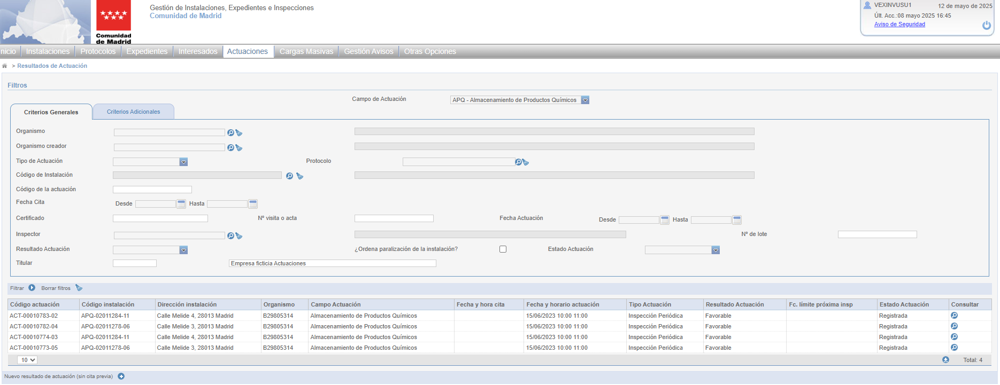 Comunidad
de Madrid
Gestión de Instalaciones, Expedientes e Inspecciones
Comunidad de Madrid
VEXINVUSU1 12 de mayo de 2025
Últ. Acc.:08 mayo 2025 16:45
Aviso de Seguridad
nicio Instalaciones Protocolos Expedientes Interesados Actuaciones Cargas Masivas Gestión Avisos Otras Opciones
> Resultados de Actuación
Filtros
Campo de Actuación APQ - Almacenamiento de Productos Químicos
Criterios Generales Criterios Adicionales
Organismo
Organismo creador
Tipo de Actuación Protocolo
Código de Instalación
Código de la actuación
Fecha Cita Desde Hasta
Certificado Nº visita o acta Fecha Actuación Desde Hasta
Inspector Nº de lote
Resultado Actuación ¿Ordena paralización de la instalación? Estado Actuación
Titular Empresa ficticia Actuaciones
Filtrar Borrar filtros
Código actuación Código instalación Dirección instalación Organismo Campo Actuación Fecha y hora cita Fecha y horario actuación Tipo Actuación Resultado Actuación Fc. límite próxima insp Estado Actuación Consultar
ACT-00010783-02 APQ-02011284-11 Calle Melide 4, 28013 Madrid B29805314 Almacenamiento de Productos Químicos 15/06/2023 10:00 11:00 Inspección Periódica Favorable Registrada
ACT-00010782-04 APQ-02011278-06 Calle Melide 3, 28013 Madrid B29805314 Almacenamiento de Productos Químicos 15/06/2023 10:00 11:00 Inspección Periódica Favorable Registrada
ACT-00010774-03 APQ-02011284-11 Calle Melide 4, 28013 Madrid B29805314 Almacenamiento de Productos Químicos 15/06/2023 10:00 11:00 Inspección Periódica Favorable Registrada
ACT-00010773-05 APQ-02011278-06 Calle Melide 3, 28013 Madrid B29805314 Almacenamiento de Productos Químicos 15/06/2023 10:00 11:00 Inspección Periódica Favorable Registrada
10 Total: 4
Nuevo resultado de actuación (sin cita previa)